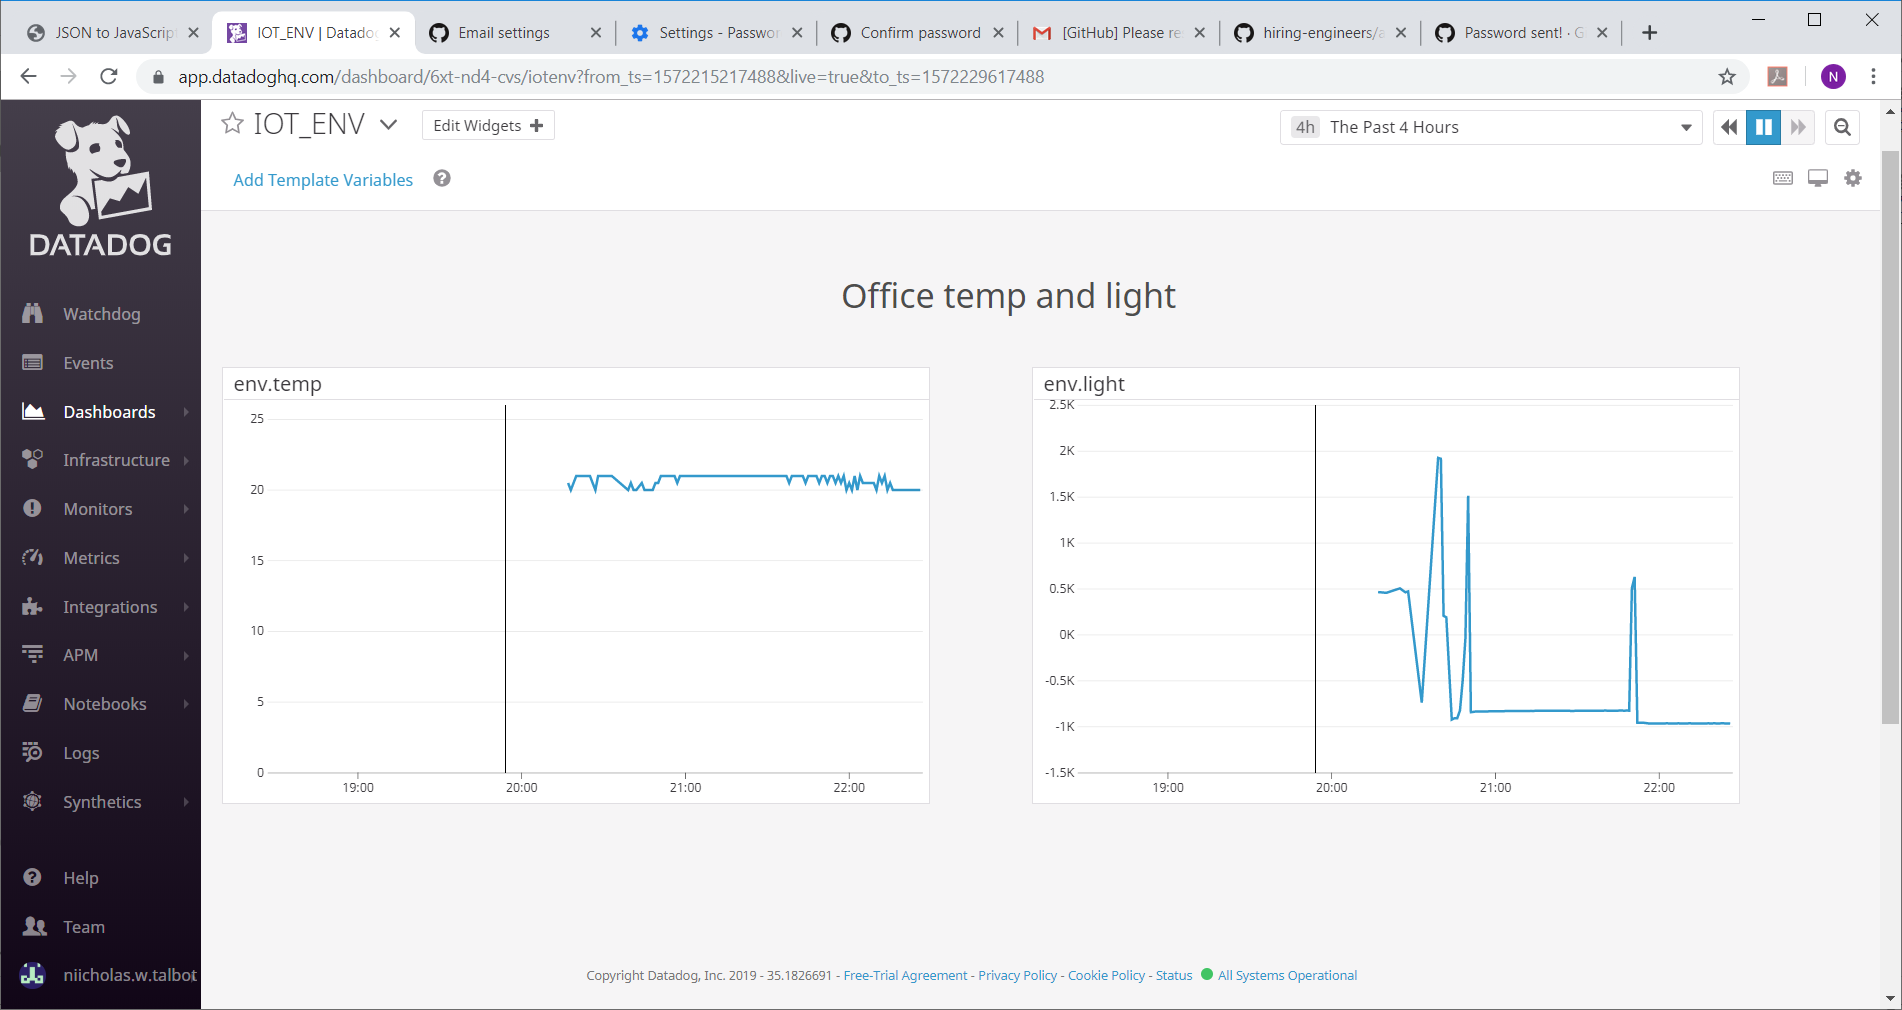 JSON to JavaScrip
IOT_ENV | Datado
Email settings
Settings - Passwor
Confirm password
[GitHub] Please re
hiring-engineers/a
Password sent! · G
app.datadoghq.com/dashboard/6xt-nd4-cvs/iotenv?from_ts=1572215217488&live=true&to_ts=1572229617488
N
DATADOG
Watchdog
Events
Dashboards
Infrastructure
Monitors
Metrics
Integrations
APM
Notebooks
Logs
Synthetics
Help
Team
niicholas.w.talbot
IOT_ENV
Edit Widgets +
4h The Past 4 Hours
Add Template Variables ?
Office temp and light
env.temp
25
20
15
10
5
0
19:00 20:00 21:00 22:00
env.light
2.5K
2K
1.5K
1K
0.5K
0K
-0.5K
-1K
-1.5K
19:00 20:00 21:00 22:00
Copyright Datadog, Inc. 2019 - 35.1826691 - Free-Trial Agreement - Privacy Policy - Cookie Policy - Status All Systems Operational